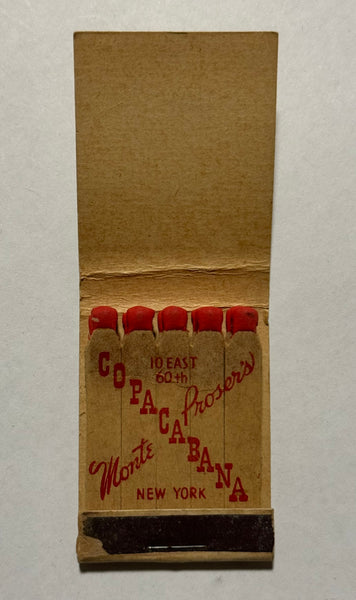 10 EAST
60th
COPACABANA
Monte Proser's
NEW YORK